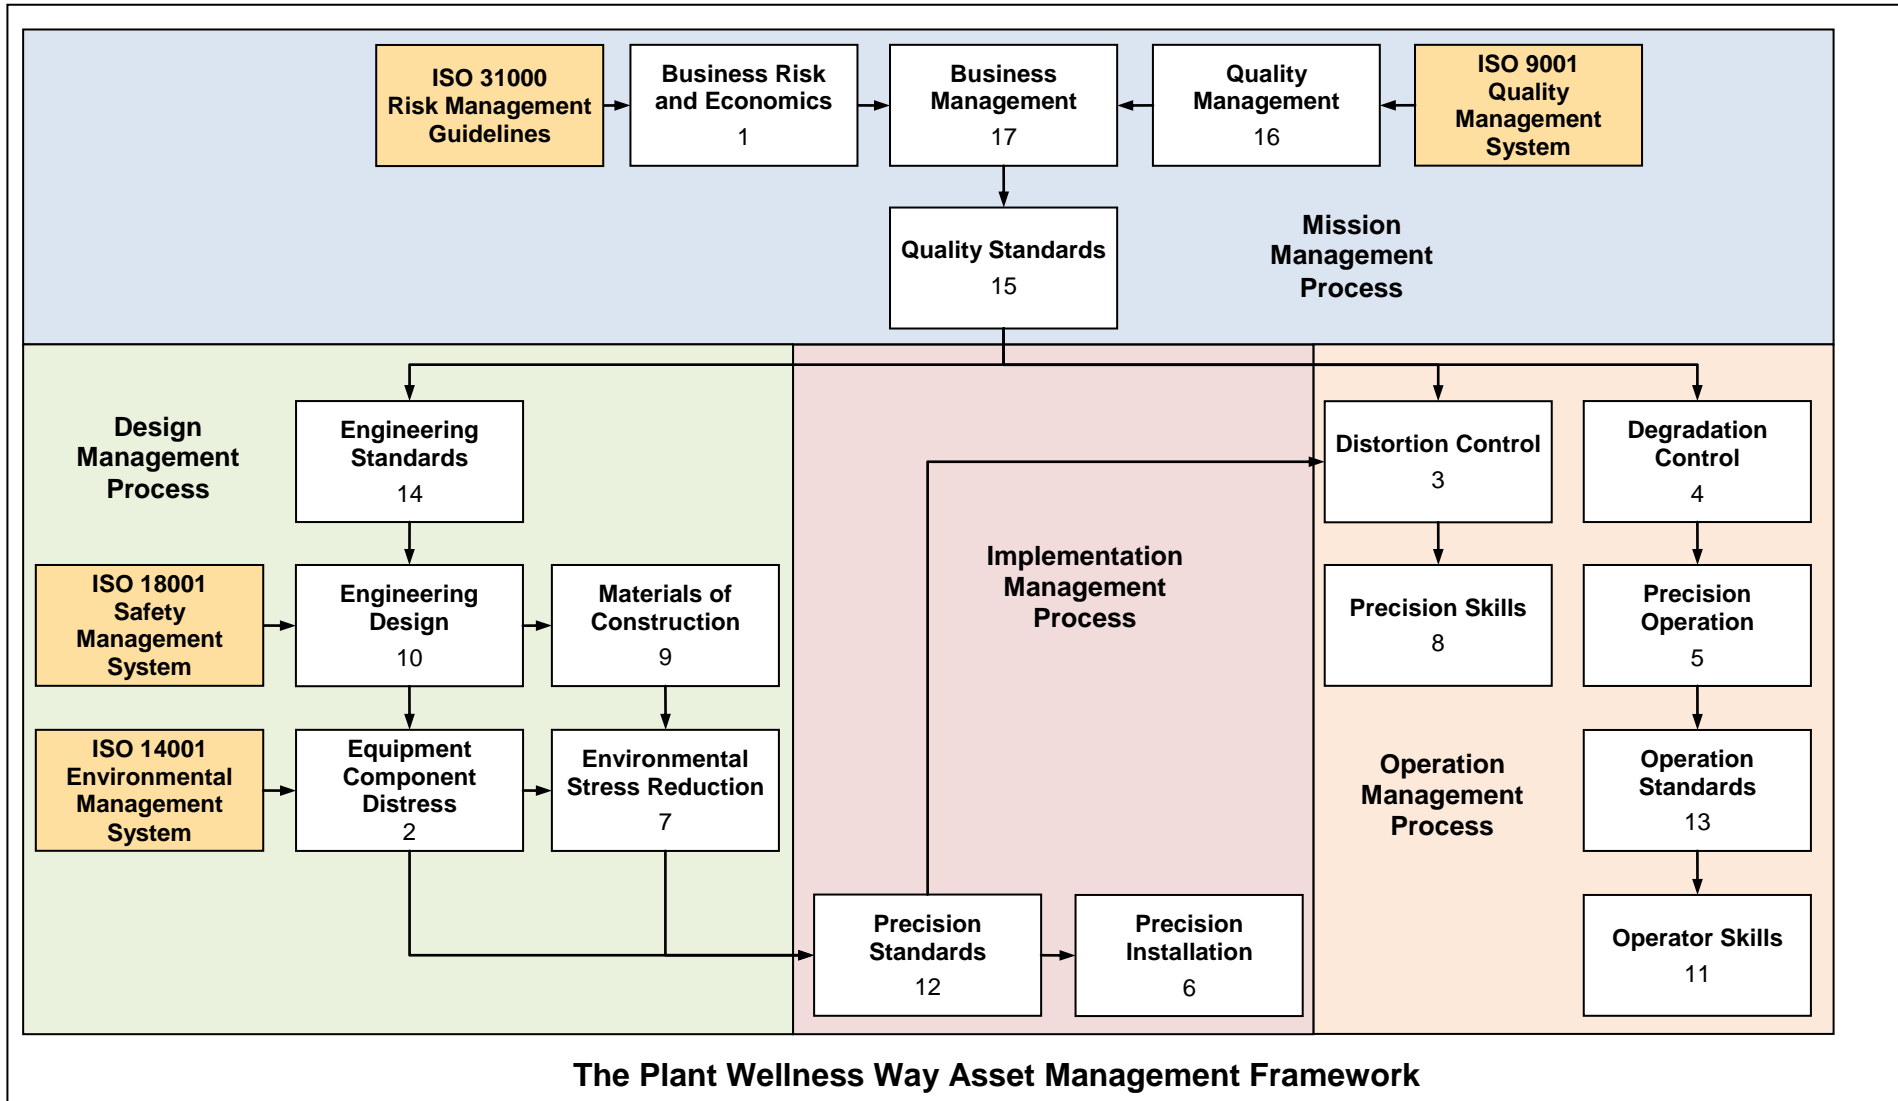 ISO 31000
Risk Management
Guidelines
Business Risk
and Economics
1
Business
Management
17
Quality
Management
16
ISO 9001
Quality
Management
System
Quality Standards
15
Mission
Management
Process
Design
Management
Process
Engineering
Standards
14
Distortion Control
3
Degradation
Control
4
ISO 18001
Safety
Management
System
Engineering
Design
10
Materials of
Construction
9
Implementation
Management
Process
Precision Skills
8
Precision
Operation
5
ISO 14001
Environmental
Management
System
Equipment
Component
Distress
2
Environmental
Stress Reduction
7
Operation
Management
Process
Operation
Standards
13
Precision
Standards
12
Precision
Installation
6
Operator Skills
11
The Plant Wellness Way Asset Management Framework